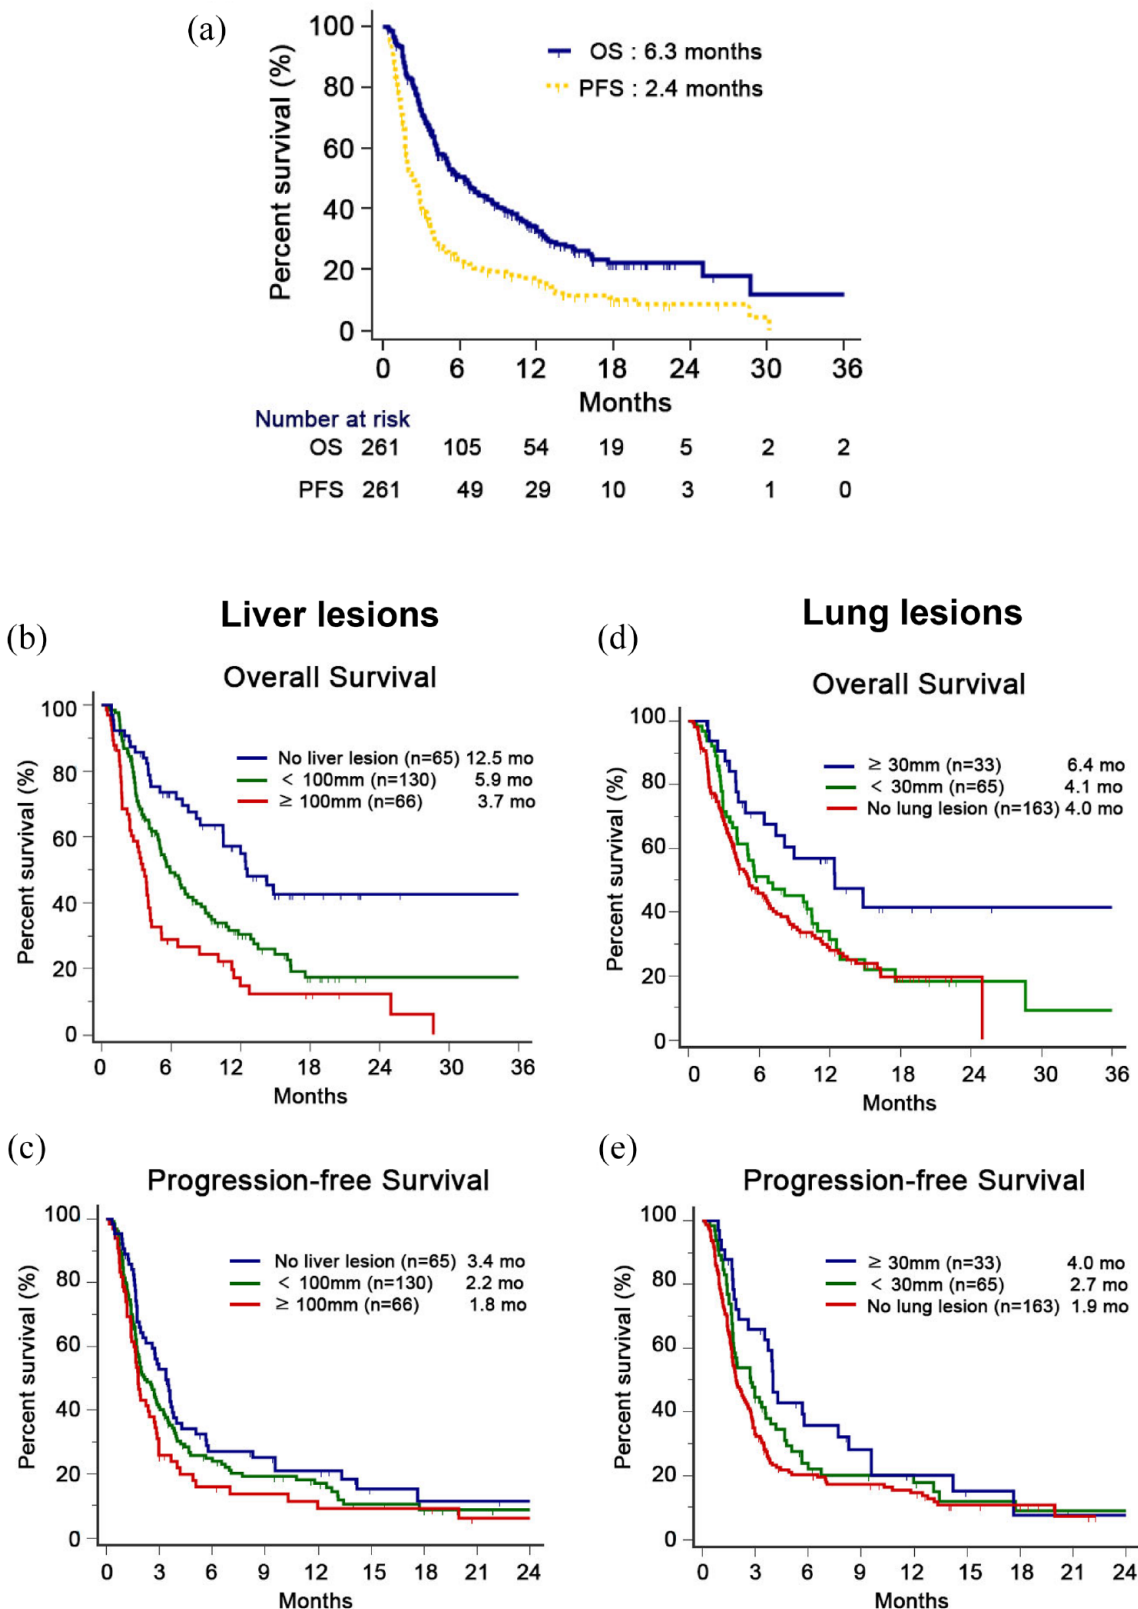 (a)
100
80
60
40
20
0
Percent survival (%)
OS : 6.3 months
PFS : 2.4 months
0 6 12 18 24 30 36
Months
Number at risk
OS 261 105 54 19 5 2 2
PFS 261 49 29 10 3 1 0
Liver lesions
(b)
Overall Survival
100
80
60
40
20
0
Percent survival (%)
No liver lesion (n=65) 12.5 mo
< 100mm (n=130) 5.9 mo
≥ 100mm (n=66) 3.7 mo
0 6 12 18 24 30 36
Months
(c)
Progression-free Survival
100
80
60
40
20
0
Percent survival (%)
No liver lesion (n=65) 3.4 mo
< 100mm (n=130) 2.2 mo
≥ 100mm (n=66) 1.8 mo
0 3 6 9 12 15 18 21 24
Months
Lung lesions
(d)
Overall Survival
100
80
60
40
20
0
Percent survival (%)
≥ 30mm (n=33) 6.4 mo
< 30mm (n=65) 4.1 mo
No lung lesion (n=163) 4.0 mo
0 6 12 18 24 30 36
Months
(e)
Progression-free Survival
100
80
60
40
20
0
Percent survival (%)
≥ 30mm (n=33) 4.0 mo
< 30mm (n=65) 2.7 mo
No lung lesion (n=163) 1.9 mo
0 3 6 9 12 15 18 21 24
Months